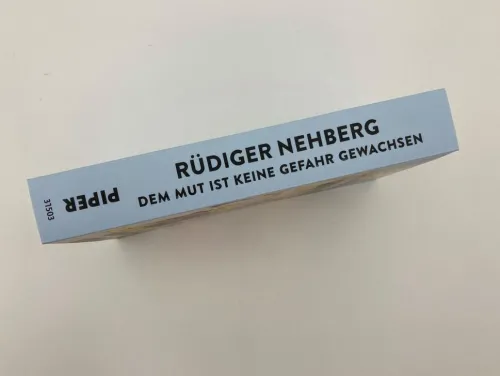 RÜDIGER NEHBERG
DEM MUT IST KEINE GEFAHR GEWACHSEN
PIPER
31503